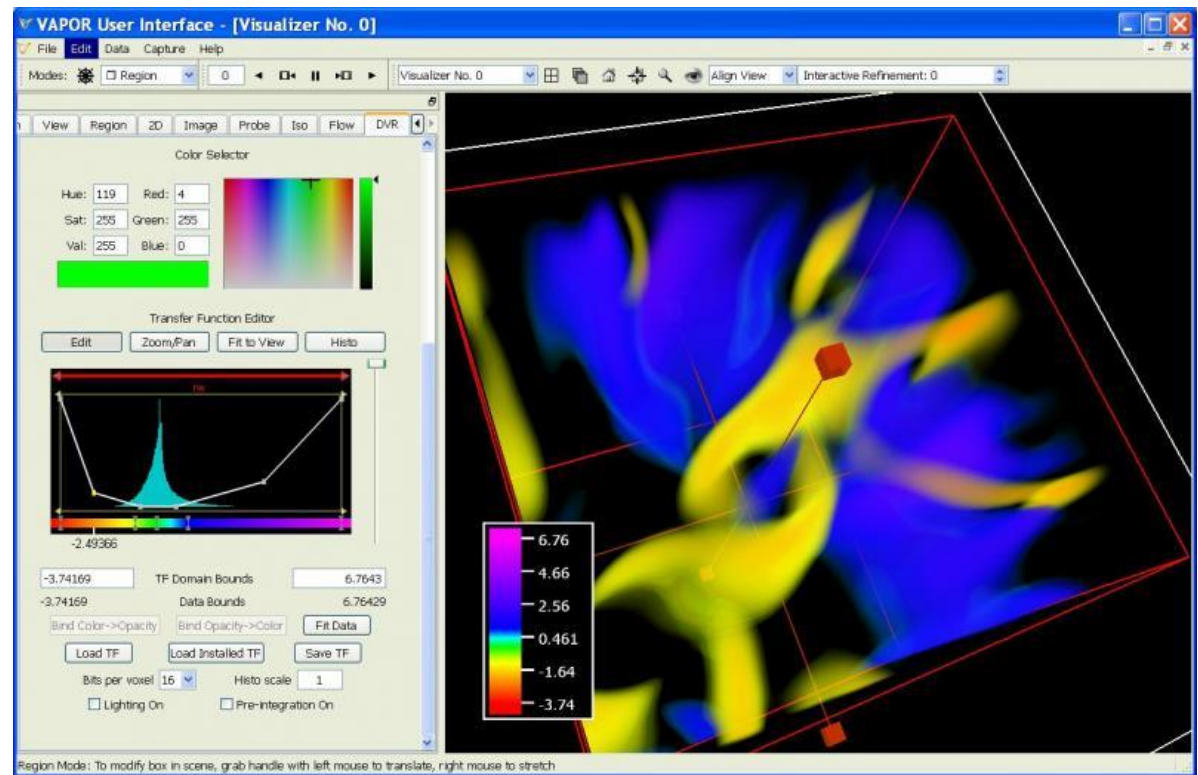 VAPOR User Interface - [Visualizer No. 0]
File Edit Data Capture Help
Modes: Region 0 Visualizer No. 0 Align View Interactive Refinement: 0
View Region 2D Image Probe Iso Flow DVR
Color Selector
Hue: 119 Red: 4
Sat: 255 Green: 255
Val: 255 Blue: 0
Transfer Function Editor
Edit Zoom/Pan Fit to View Histo
-2.49366
-3.74169 TF Domain Bounds 6.7643
-3.74169 Data Bounds 6.76429
Bind Color->Opacity Bind Opacity->Color Fit Data
Load TF Load Installed TF Save TF
Bits per voxel 16 Histo scale 1
Lighting On Pre-integration On
6.76
4.66
2.56
0.461
-1.64
-3.74
Region Mode: To modify box in scene, grab handle with left mouse to translate, right mouse to stretch